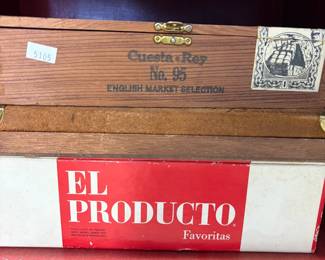 5105
Cuesta-Rey
No. 95
ENGLISH MARKET SELECTION
EL
PRODUCTO
Favoritas